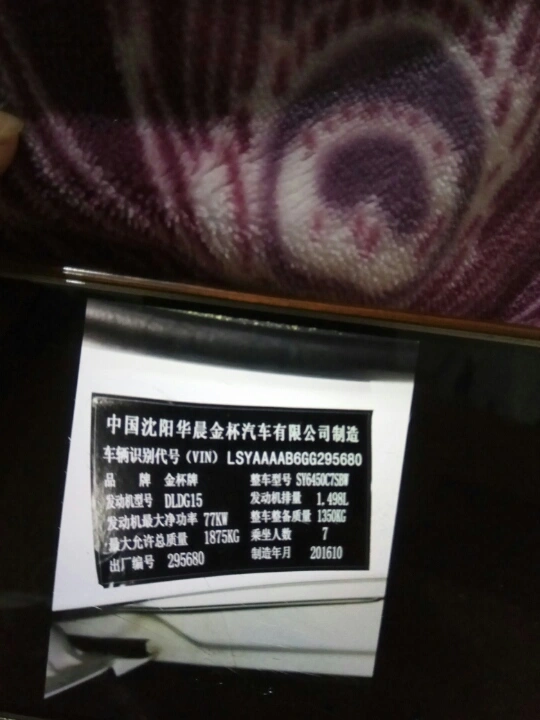 中国沈阳华晨金杯汽车有限公司制造
车辆识别代号(VIN) LSYAAAAB6GG295680
品 牌 金杯牌 整车型号 SY6450C7SBW
发动机型号 DLDG15 发动机排量 1.498L
发动机最大净功率 77KW 整车整备质量 1350KG
最大允许总质量 1875KG 乘坐人数 7
出厂编号 295680 制造年月 201610